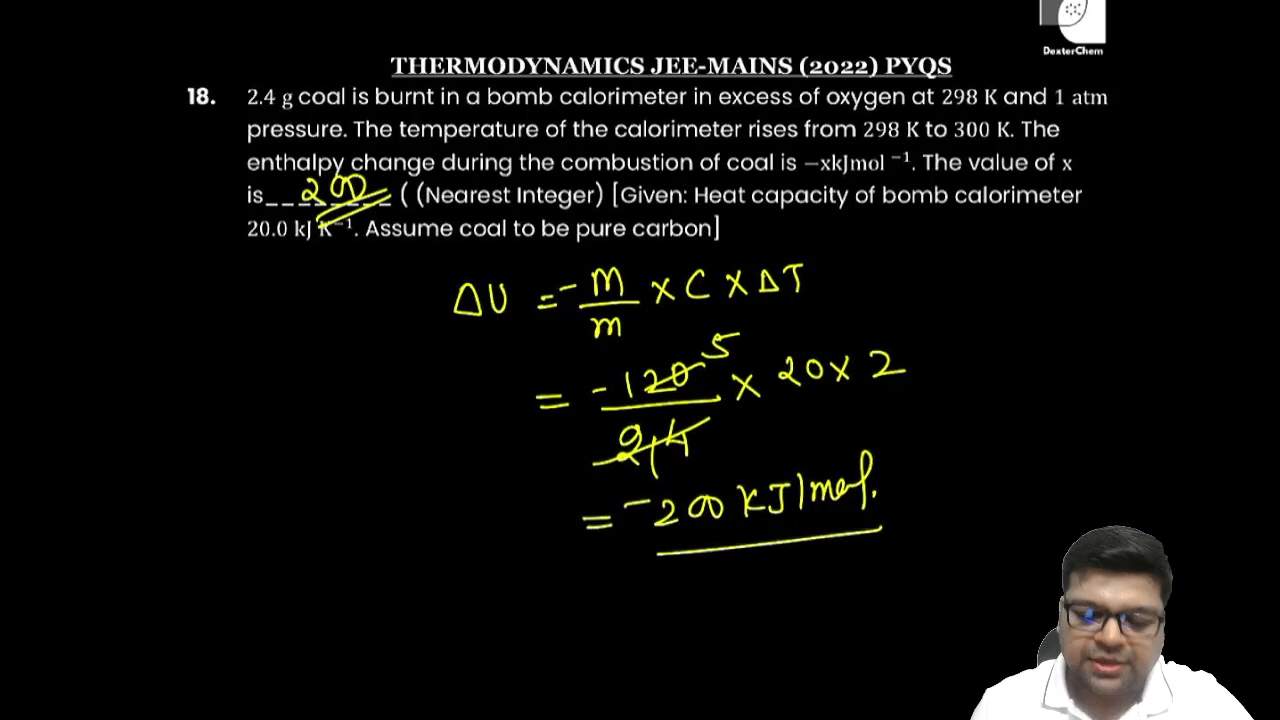 DexterChem
THERMODYNAMICS JEE-MAINS (2022) PYQS
18. 2.4 g coal is burnt in a bomb calorimeter in excess of oxygen at 298 K and 1 atm
pressure. The temperature of the calorimeter rises from 298 K to 300 K. The
enthalpy change during the combustion of coal is −xkJmol ⁻¹. The value of x
is__200______ ( (Nearest Integer) [Given: Heat capacity of bomb calorimeter
20.0 kJ K⁻¹. Assume coal to be pure carbon]
ΔU = - M/m × C × ΔT
= -120/2.4 5 × 20 × 2
= -200 KJ/mol.